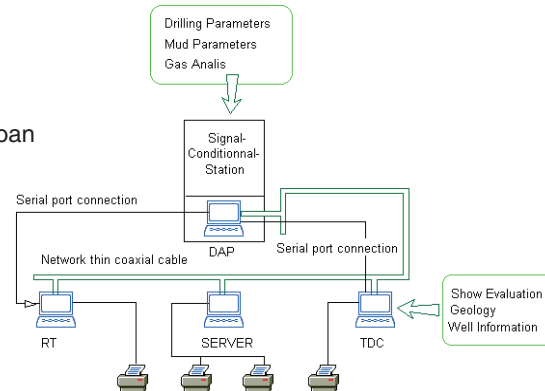 Drilling Parameters
Mud Parameters
Gas Analis
oan
Signal-
Conditionnal-
Station
Serial port connection
DAP
Serial port connection
Network thin coaxial cable
RT
SERVER
TDC
Show Evaluation
Geology
Well Information